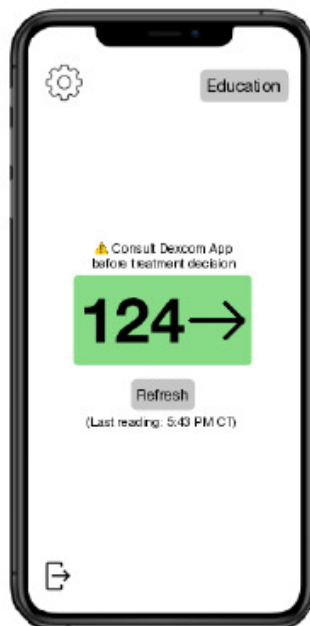 Education
⚠️ Consult Dexcom App
before treatment decision
124→
Refresh
(Last reading: 5:43 PM CT)